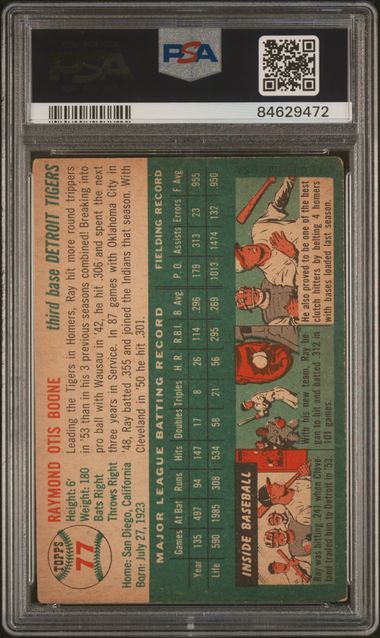 PSA
PSA
84629472
TOPPS
77
RAYMOND OTIS BOONE
third base DETROIT TIGERS
Height: 6'
Weight: 180
Bats Right
Throws Right
Home: San Diego, California
Born: July 27, 1923
Leading the Tigers in Homers, Ray hit more round trippers
in '53 than in his 3 previous seasons combined! Breaking into
pro ball with Wausau in '42, he hit .306 and spent the next
three years in Service. In 87 games with Oklahoma City in
'48, Ray batted .355 and joined the Indians that season. With
Cleveland in '50 he hit .301.
MAJOR LEAGUE BATTING RECORD FIELDING RECORD
Games At Bat Runs Hits Doubles Triples H. R. R.B.I. B. Avg. P. O. Assists Errors F. Avg.
Year 135 497 94 147 17 8 26 114 .296 179 313 23 .955
Life 590 1985 308 534 58 21 56 295 .269 1013 1474 132 .950
INSIDE BASEBALL
Ray was hitting .241 when Cleve-
land traded him to Detroit in '53.
With his new team, Ray be-
gan to hit and batted .312 in
101 games.
He also proved to be one of the best
clutch hitters by belting 4 homers
with bases loaded last season.